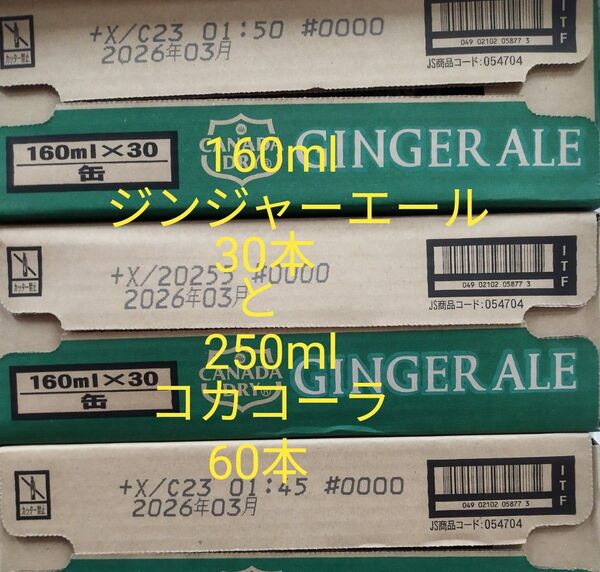 +X/C23 01:50 #0000
2026年03月
カッター禁止
ITF
049 02102 05877 3
JS商品コード:054704
160ml×30
缶
CANADA
DRY®
GINGER ALE
160ml
ジンジャーエール
30本
と
250ml
コカコーラ
60本
+X/20255 #0000
2026年03月
ITF
049 02102 05877 3
JS商品コード:054704
160ml×30
缶
CANADA
DRY®
GINGER ALE
+X/C23 01:45 #0000
2026年03月
カッター禁止
ITF
049 02102 05877 3
JS商品コード:054704